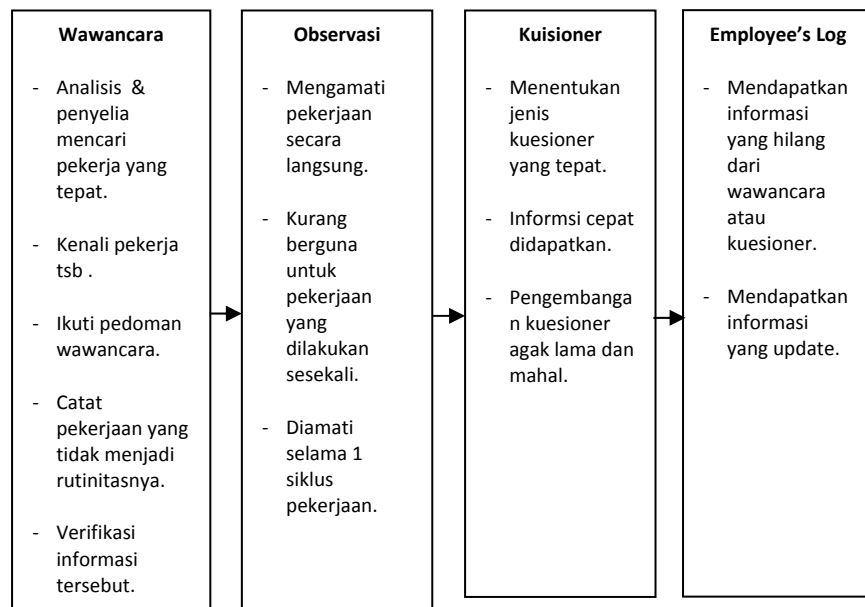 Wawancara
- Analisis &
penyelia
mencari
pekerja yang
tepat.
- Kenali pekerja
tsb .
- Ikuti pedoman
wawancara.
- Catat
pekerjaan yang
tidak menjadi
rutinitasnya.
- Verifikasi
informasi
tersebut.
Observasi
- Mengamati
pekerjaan
secara
langsung.
- Kurang
berguna
untuk
pekerjaan
yang
dilakukan
sesekali.
- Diamati
selama 1
siklus
pekerjaan.
Kuisioner
- Menentukan
jenis
kuesioner
yang tepat.
- Informsi cepat
didapatkan.
- Pengembanga
n kuesioner
agak lama dan
mahal.
Employee’s Log
- Mendapatkan
informasi
yang hilang
dari
wawancara
atau
kuesioner.
- Mendapatkan
informasi
yang update.